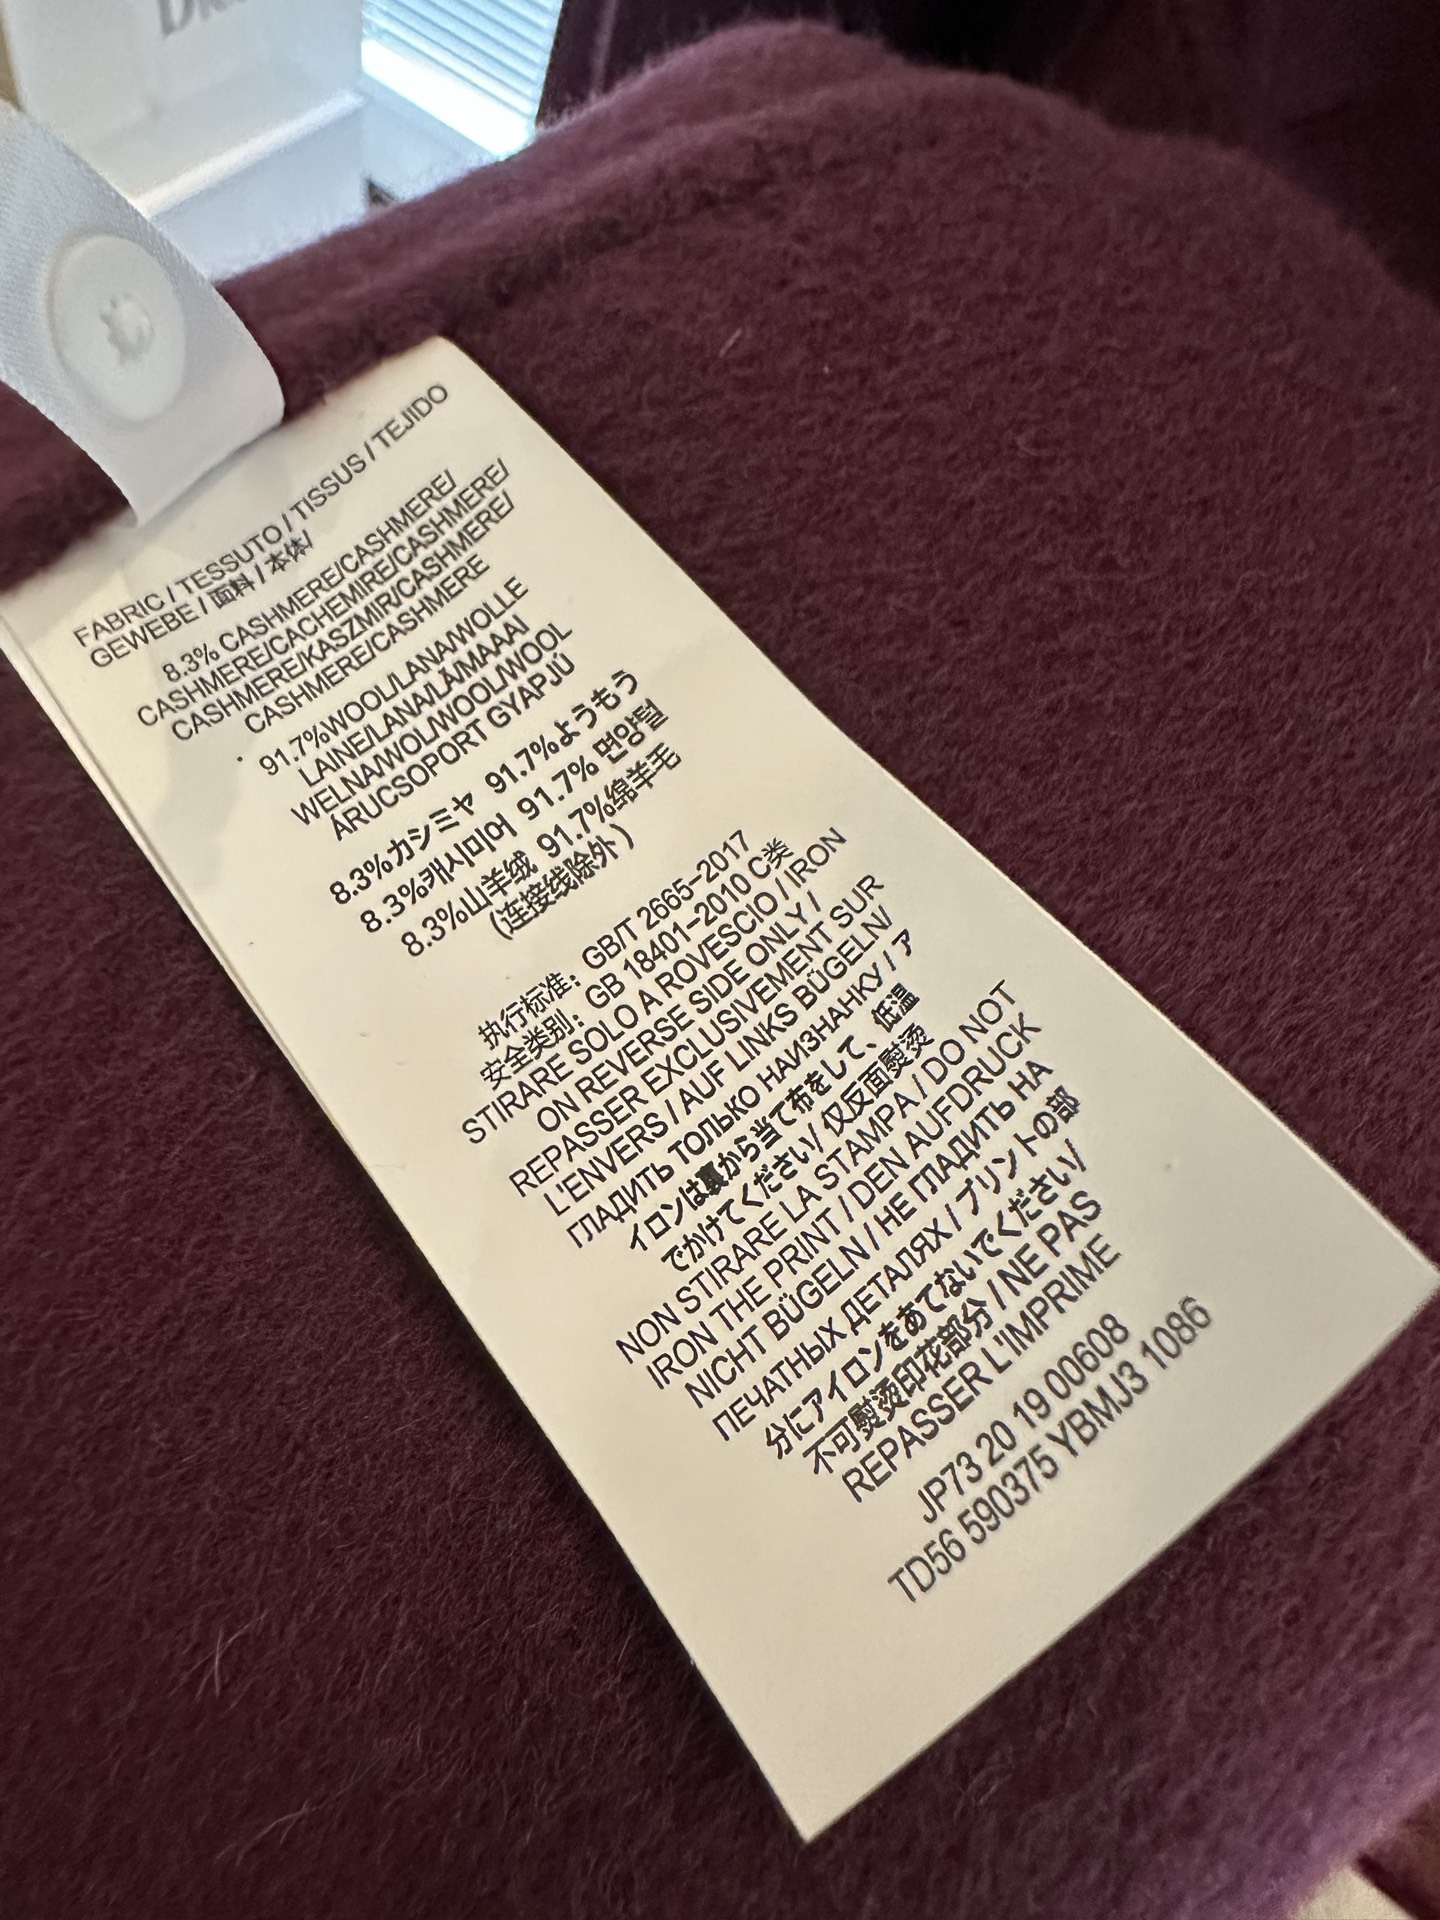 FABRIC / TESSUTO / TISSUS / TEJIDO
GEWEBE / 面料 / 本体/
8.3% CASHMERE/CASHMERE/
CASHMERE/CACHEMIRE/CASHMERE/
CASHMERE/KASZMIR/CASHMERE/
CASHMERE/CASHMERE
91.7%WOOL/LANA/WOLLE
LAINE/LANA/LÃ/MAAAI
WELNA/WOL/WOOL/WOOL
ÁRUCSOPORT GYAPJÚ
8.3%カシミヤ 91.7%ようもう
8.3%캐시미어 91.7% 면양털
8.3%山羊绒 91.7%绵羊毛
(连接线除外)
执行标准: GB/T 2665-2017
安全类别: GB 18401-2010 C类
STIRARE SOLO A ROVESCIO / IRON
ON REVERSE SIDE ONLY /
REPASSER EXCLUSIVEMENT SUR
L'ENVERS / AUF LINKS BÜGELN/
ГЛАДИТЬ ТОЛЬКО НАИЗНАНКУ / ア
イロンは裏から当て布をして、低温
でかけてください/ 仅反面熨烫
NON STIRARE LA STAMPA / DO NOT
IRON THE PRINT / DEN AUFDRUCK
NICHT BÜGELN / НЕ ГЛАДИТЬ НА
ПЕЧАТНЫХ ДЕТАЛЯХ / プリントの部
分にアイロンをあてないでください/
不可熨烫印花部分 / NE PAS
REPASSER L'IMPRIME
JP73 20 19 00608
TD56 590375 YBMJ3 1086